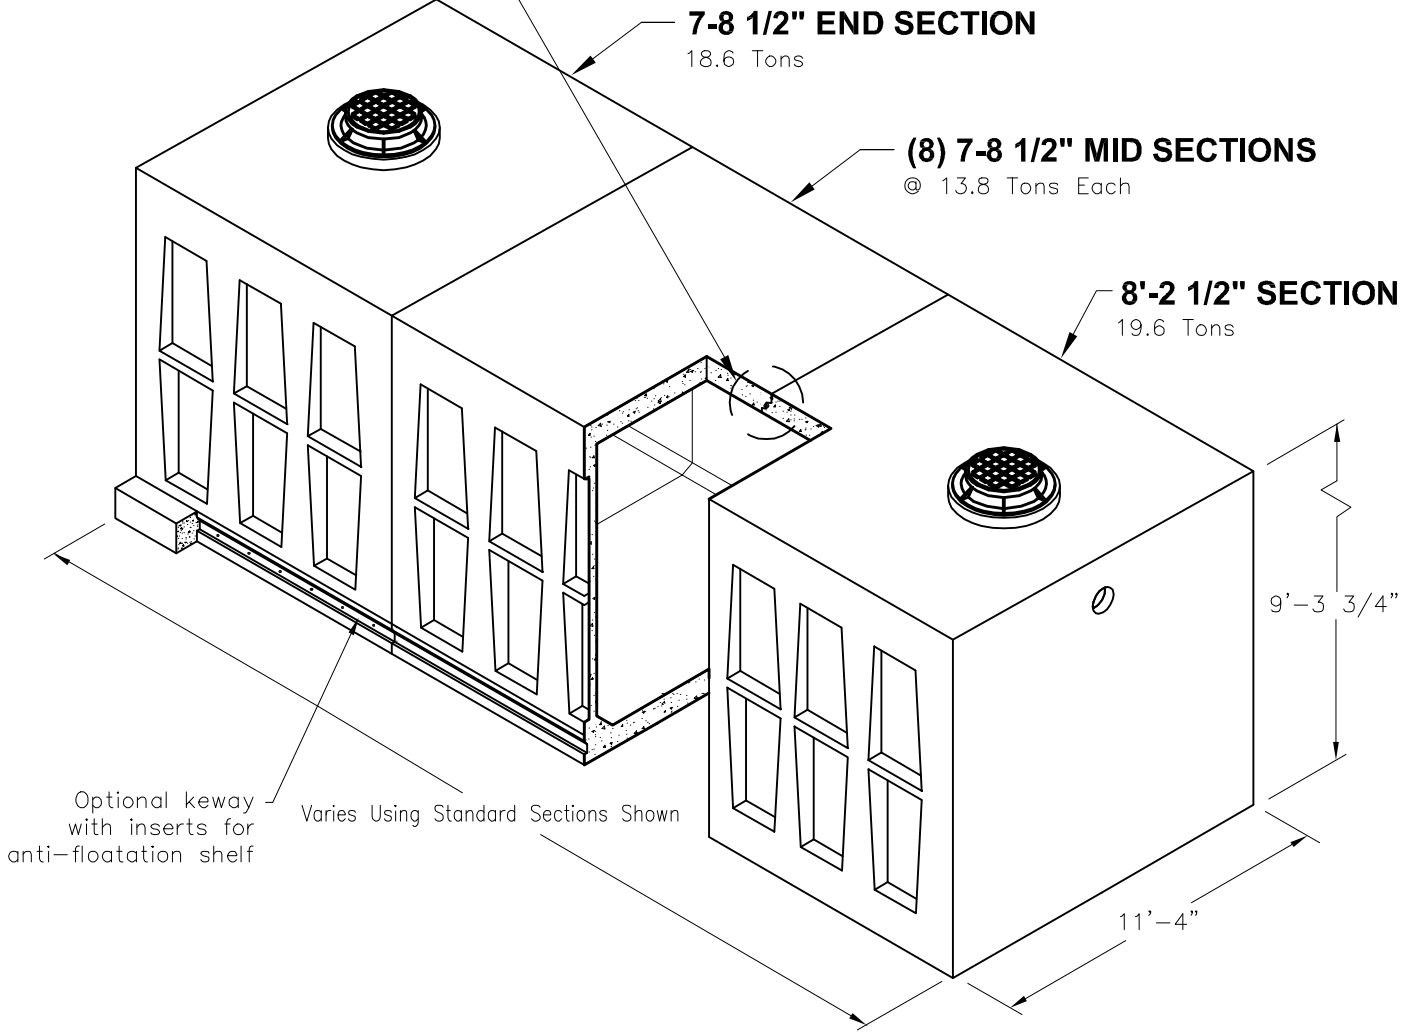 7-8 1/2" END SECTION
18.6 Tons
(8) 7-8 1/2" MID SECTIONS
@ 13.8 Tons Each
8'-2 1/2" SECTION
19.6 Tons
9'-3 3/4"
11'-4"
Optional keway
with inserts for
anti-floatation shelf
Varies Using Standard Sections Shown